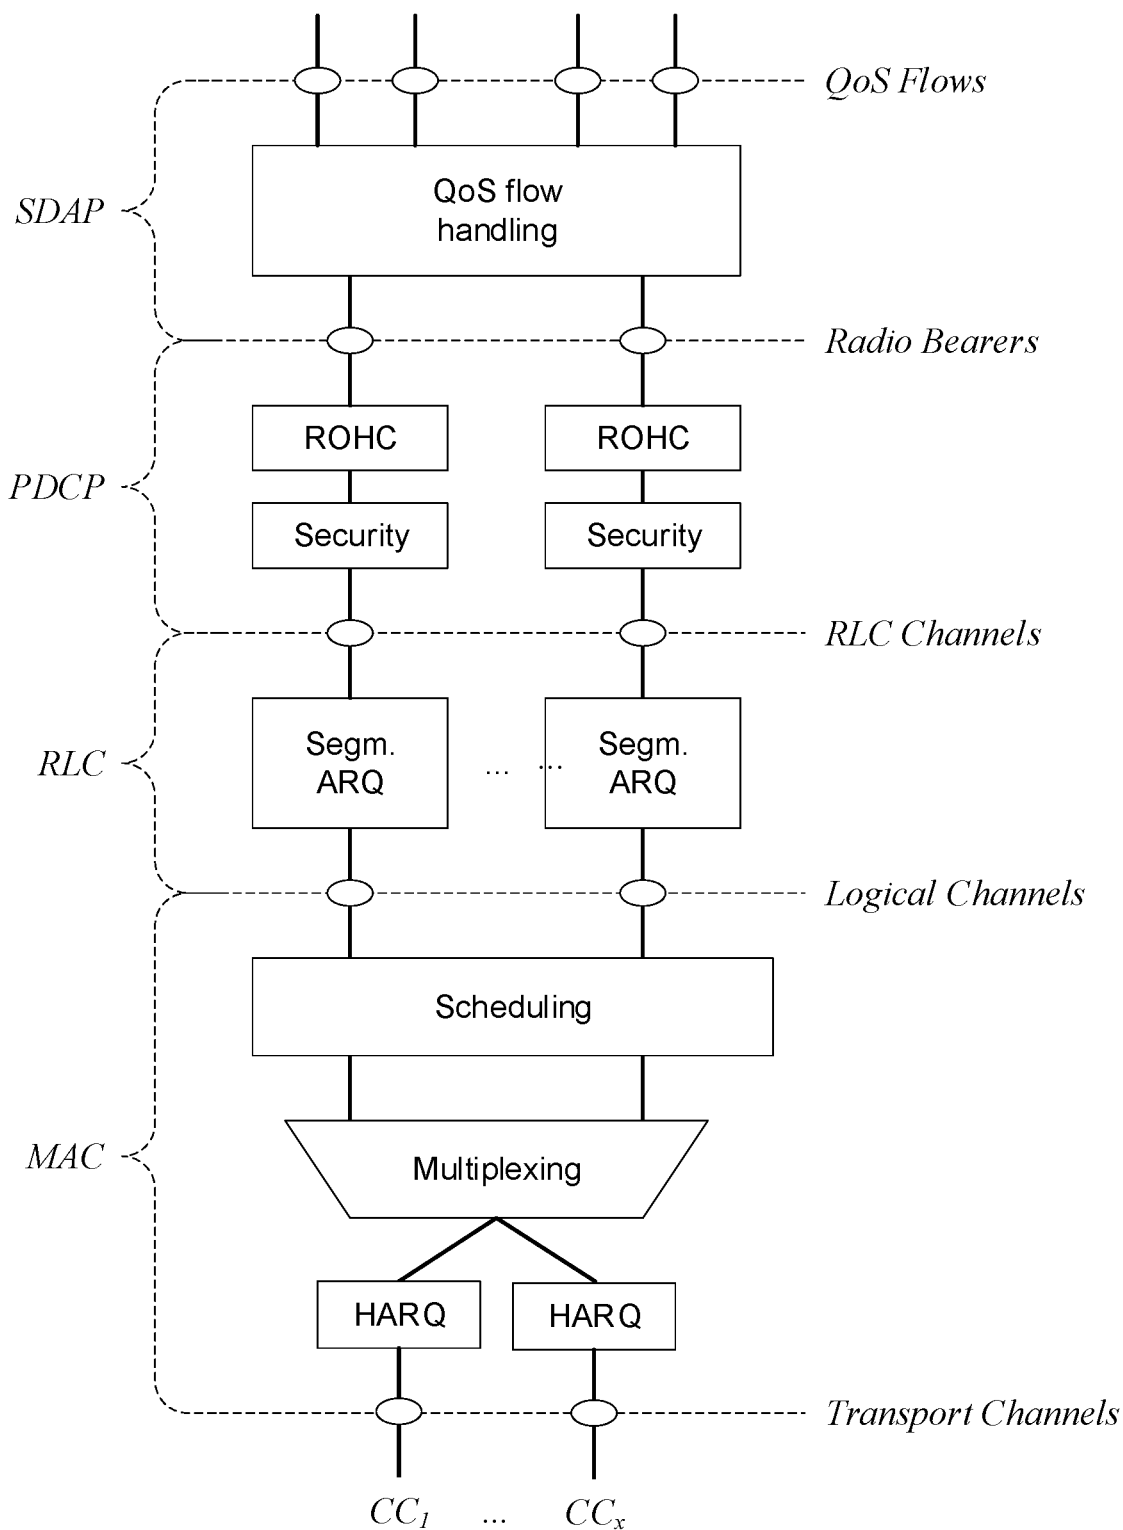 QoS Flows
QoS flow
handling
SDAP
Radio Bearers
ROHC
ROHC
PDCP
Security
Security
RLC Channels
Segm.
ARQ
... ...
Segm.
ARQ
RLC
Logical Channels
Scheduling
MAC
Multiplexing
HARQ
HARQ
Transport Channels
CC1 ... CCx